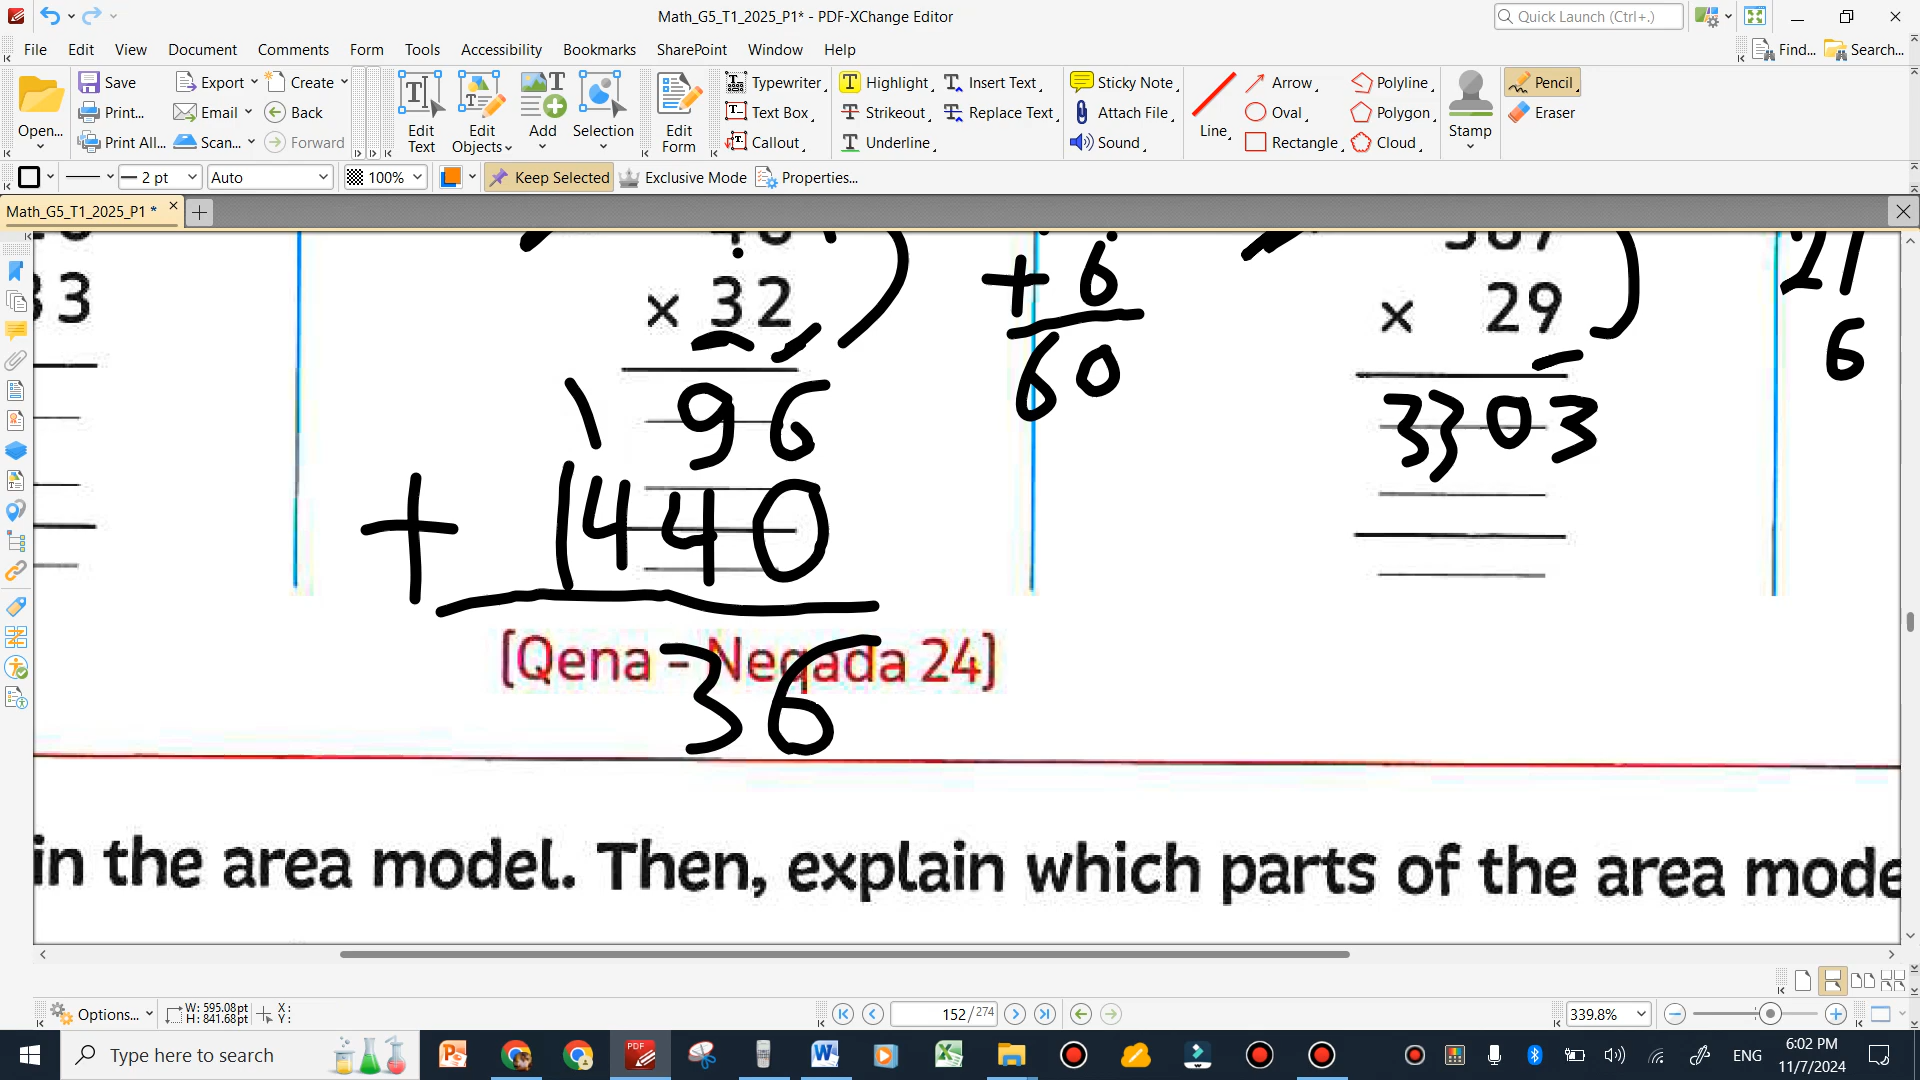 Math_G5_T1_2025_P1* - PDF-XChange Editor
Quick Launch (Ctrl+.)
File Edit View Document Comments Form Tools Accessibility Bookmarks SharePoint Window Help
Find... Search...
Open...
Save Export Create
Print... Email Back
Print All... Scan... Forward
Edit Text
Edit Objects
Add
Selection
Edit Form
Typewriter
Text Box
Callout
Highlight Insert Text
Strikeout Replace Text
Underline
Sticky Note
Attach File
Sound
Line
Arrow Polyline
Oval Polygon
Rectangle Cloud
Stamp
Pencil
Eraser
2 pt Auto 100% Keep Selected Exclusive Mode Properties...
Math_G5_T1_2025_P1 *
33
× 32
+ 6
60
× 29
21
6
1
96
3303
+ 1440
[Qena - Neqada 24]
36
in the area model. Then, explain which parts of the area mode
Options... W: 595.08pt H: 841.68pt X: Y:
152 / 274
339.8%
Type here to search
ENG
6:02 PM
11/7/2024